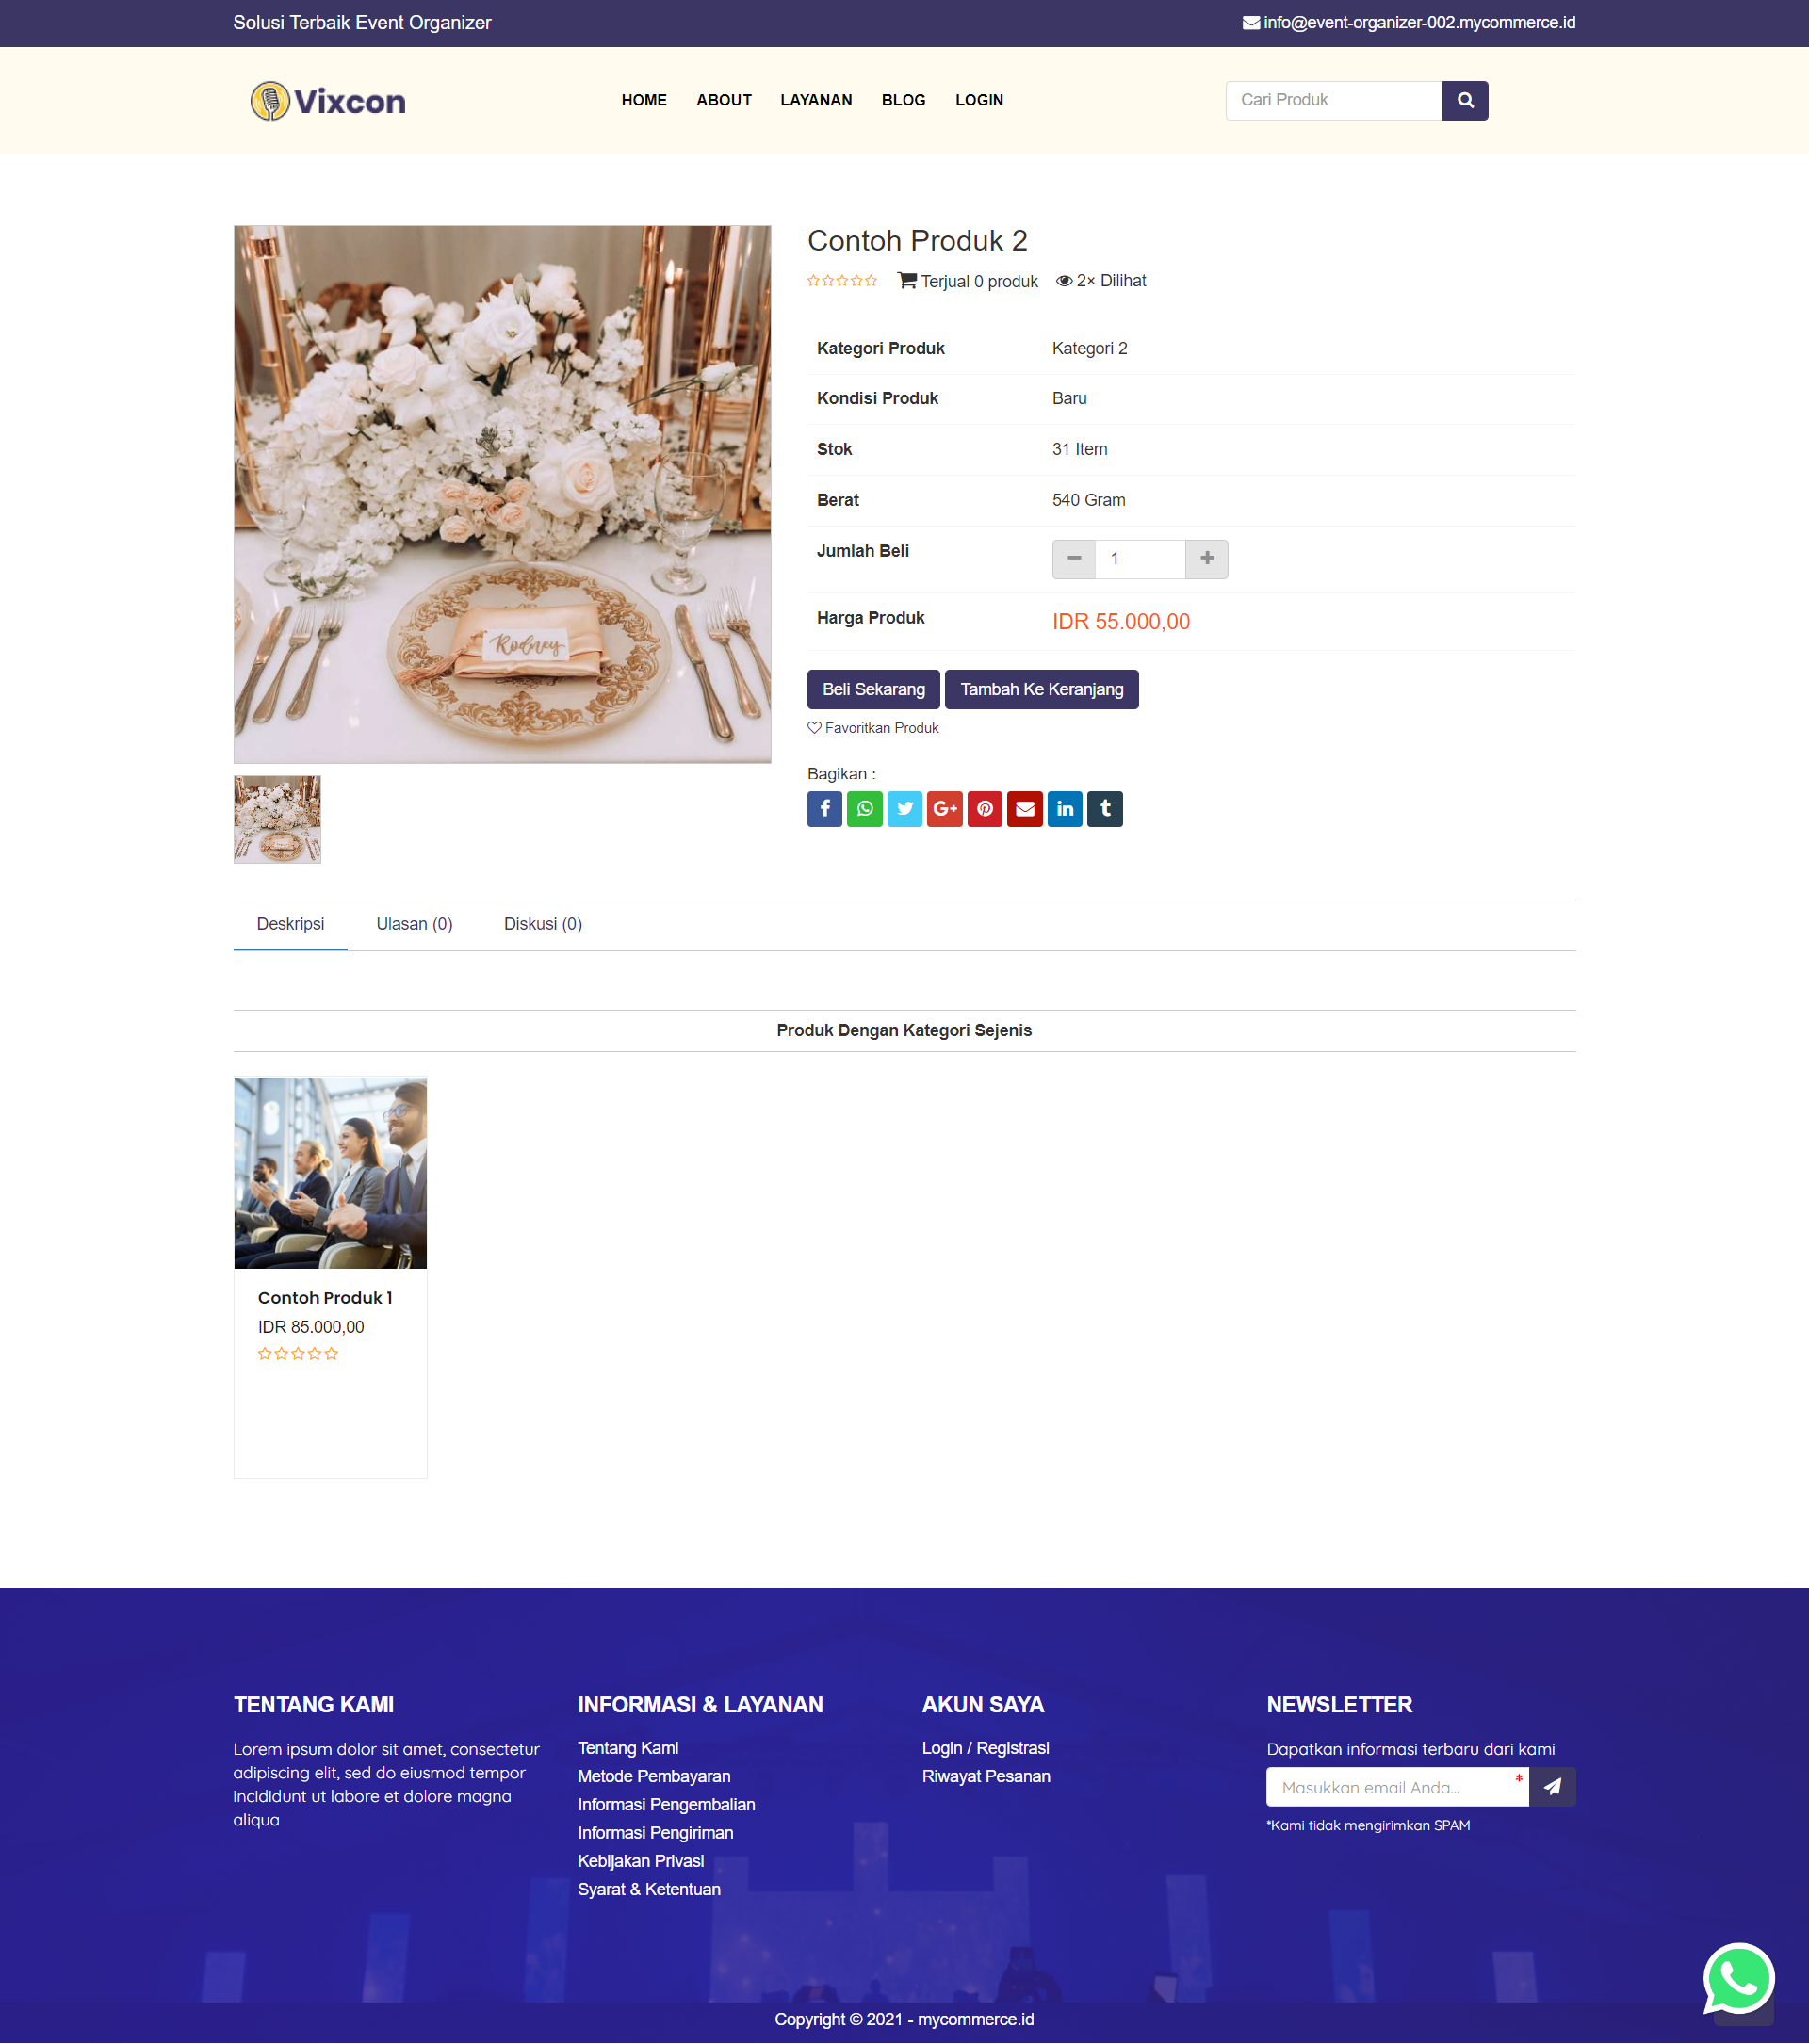 Solusi Terbaik Event Organizer
info@event-organizer-002.mycommerce.id
Vixcon
HOME ABOUT LAYANAN BLOG LOGIN
Cari Produk
Contoh Produk 2
Terjual 0 produk 2× Dilihat
Kategori Produk Kategori 2
Kondisi Produk Baru
Stok 31 Item
Berat 540 Gram
Jumlah Beli 1
Harga Produk IDR 55.000,00
Rodney
Beli Sekarang Tambah Ke Keranjang
Favoritkan Produk
Bagikan :
Deskripsi Ulasan (0) Diskusi (0)
Produk Dengan Kategori Sejenis
Contoh Produk 1
IDR 85.000,00
TENTANG KAMI
Lorem ipsum dolor sit amet, consectetur
adipiscing elit, sed do eiusmod tempor
incididunt ut labore et dolore magna
aliqua
INFORMASI & LAYANAN
Tentang Kami
Metode Pembayaran
Informasi Pengembalian
Informasi Pengiriman
Kebijakan Privasi
Syarat & Ketentuan
AKUN SAYA
Login / Registrasi
Riwayat Pesanan
NEWSLETTER
Dapatkan informasi terbaru dari kami
Masukkan email Anda... *
*Kami tidak mengirimkan SPAM
Copyright © 2021 - mycommerce.id